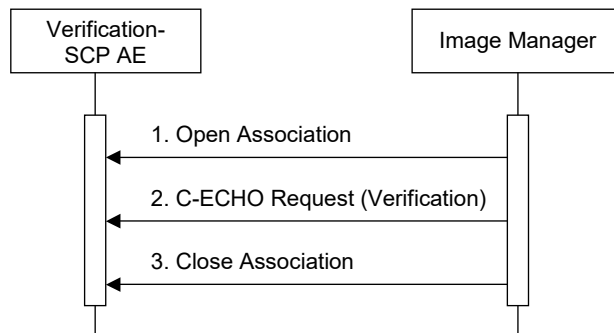 Verification-
SCP AE
Image Manager
1. Open Association
2. C-ECHO Request (Verification)
3. Close Association